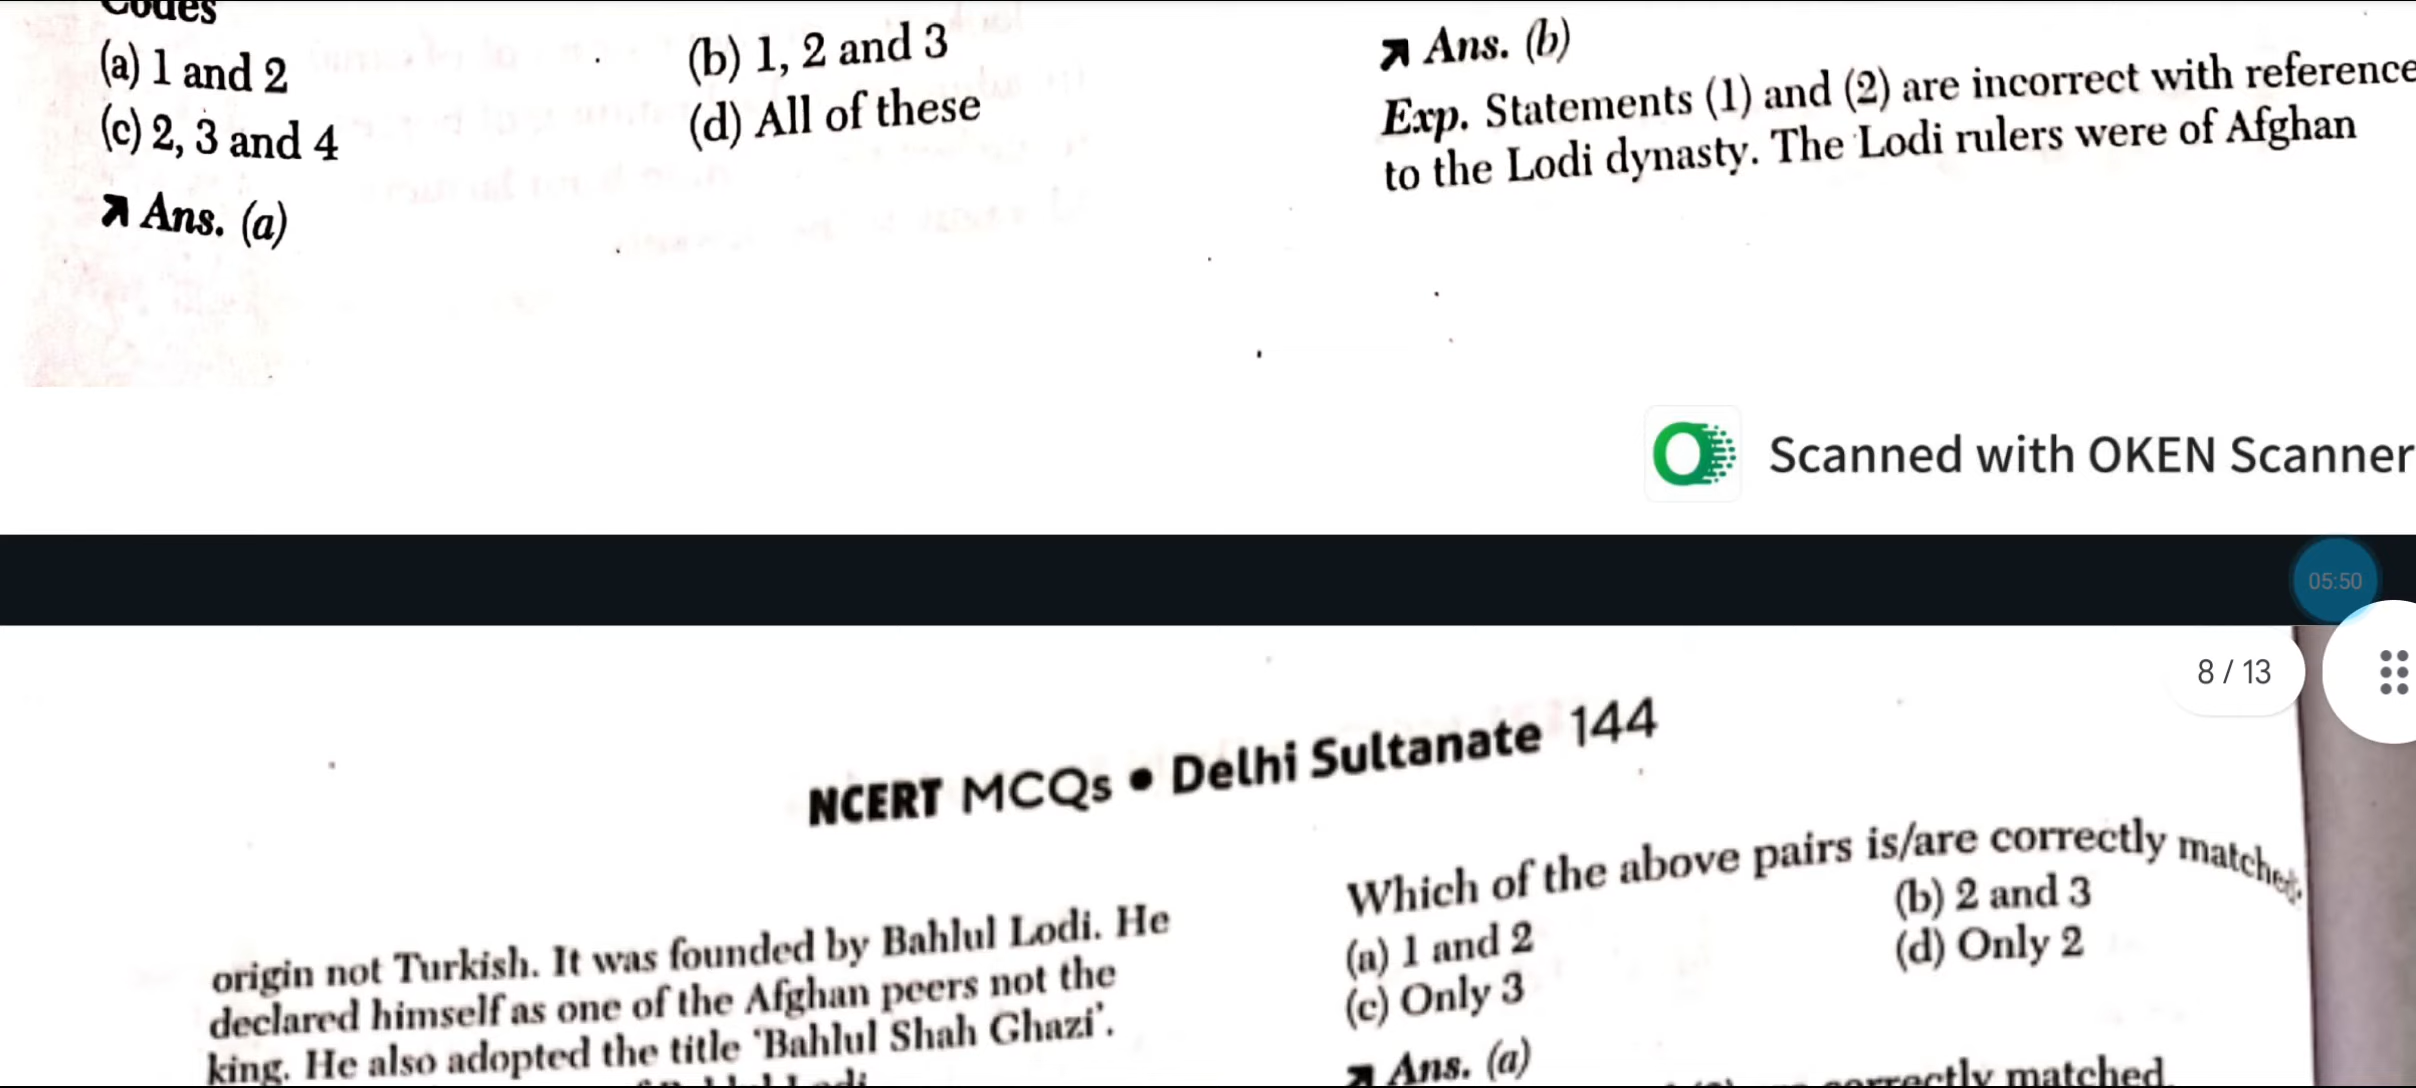 Codes
(a) 1 and 2
(b) 1, 2 and 3
(c) 2, 3 and 4
(d) All of these
Ans. (a)
Ans. (b)
Exp. Statements (1) and (2) are incorrect with reference
to the Lodi dynasty. The Lodi rulers were of Afghan
Scanned with OKEN Scanner
05:50
8 / 13
NCERT MCQs • Delhi Sultanate 144
origin not Turkish. It was founded by Bahlul Lodi. He
declared himself as one of the Afghan peers not the
king. He also adopted the title ‘Bahlul Shah Ghazi’.
Which of the above pairs is/are correctly
(a) 1 and 2
(b) 2 and 3
(c) Only 3
(d) Only 2
Ans. (a)
correctly matched